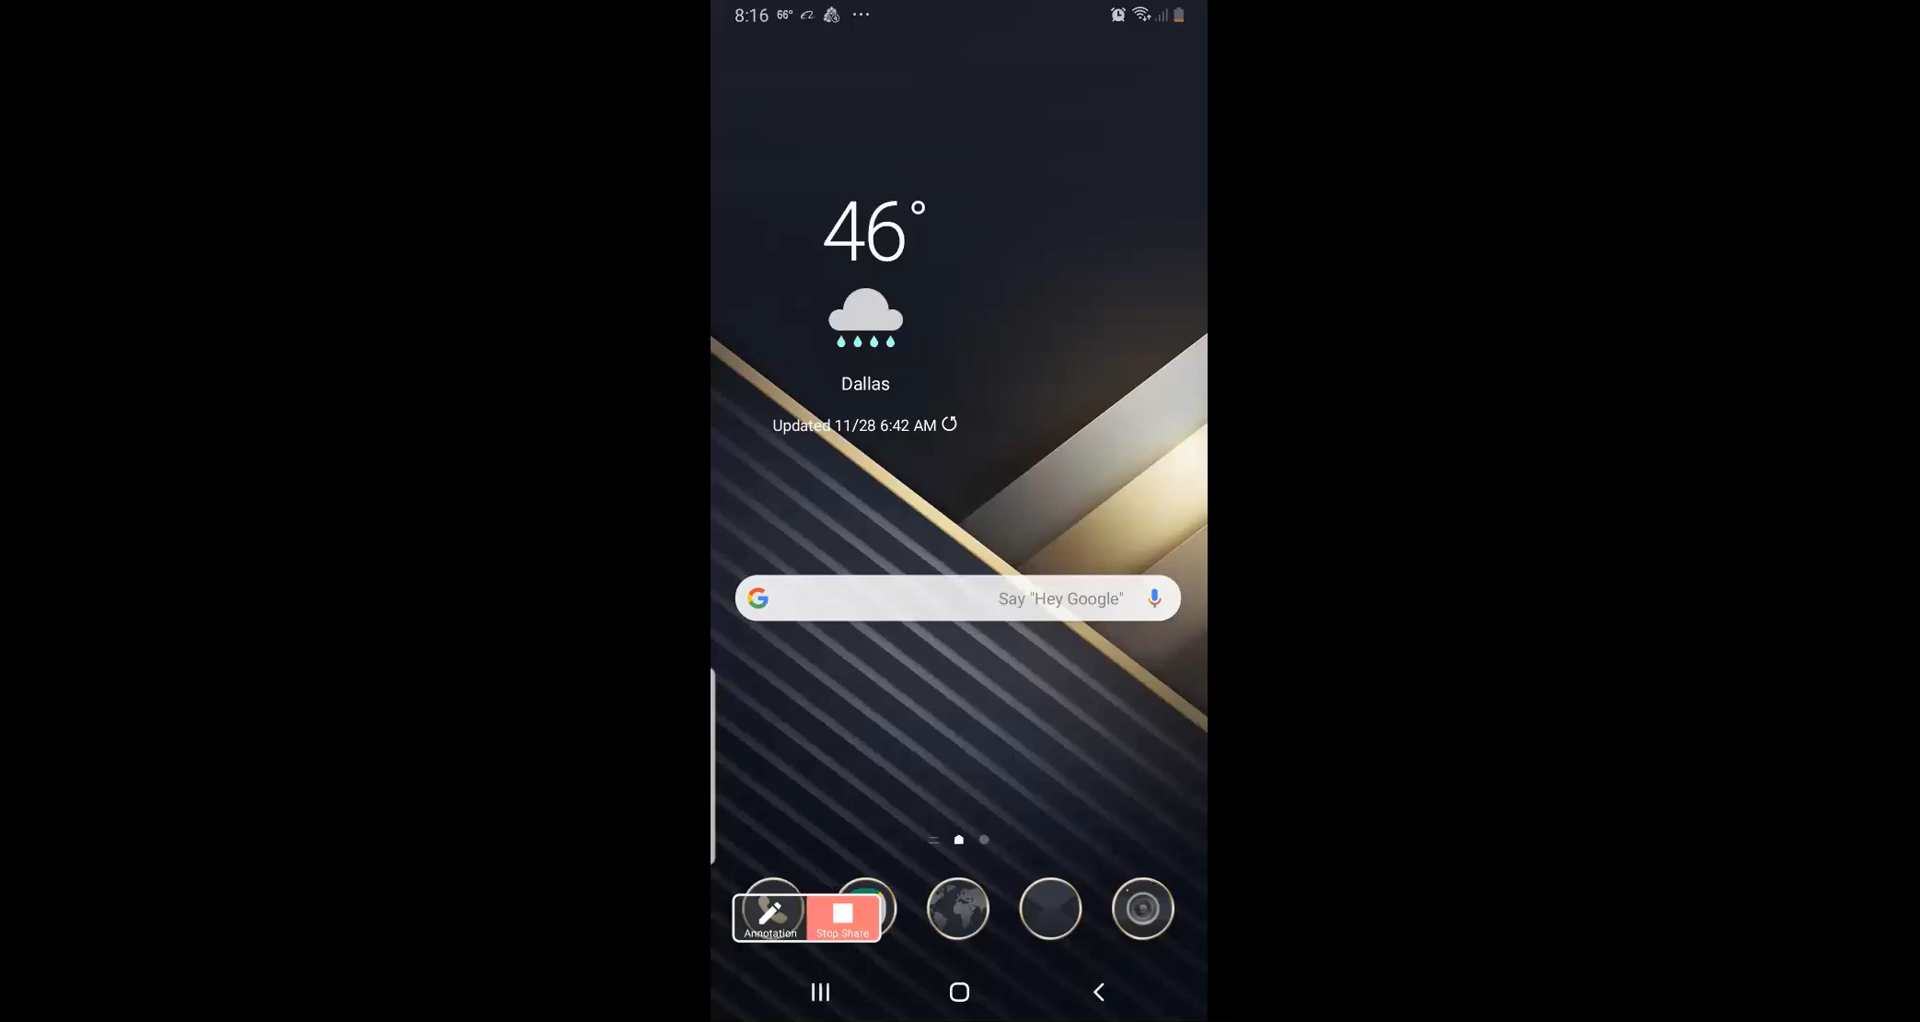 8:16 66°
46°
Dallas
Updated 11/28 6:42 AM
Say "Hey Google"
Annotation Stop Share